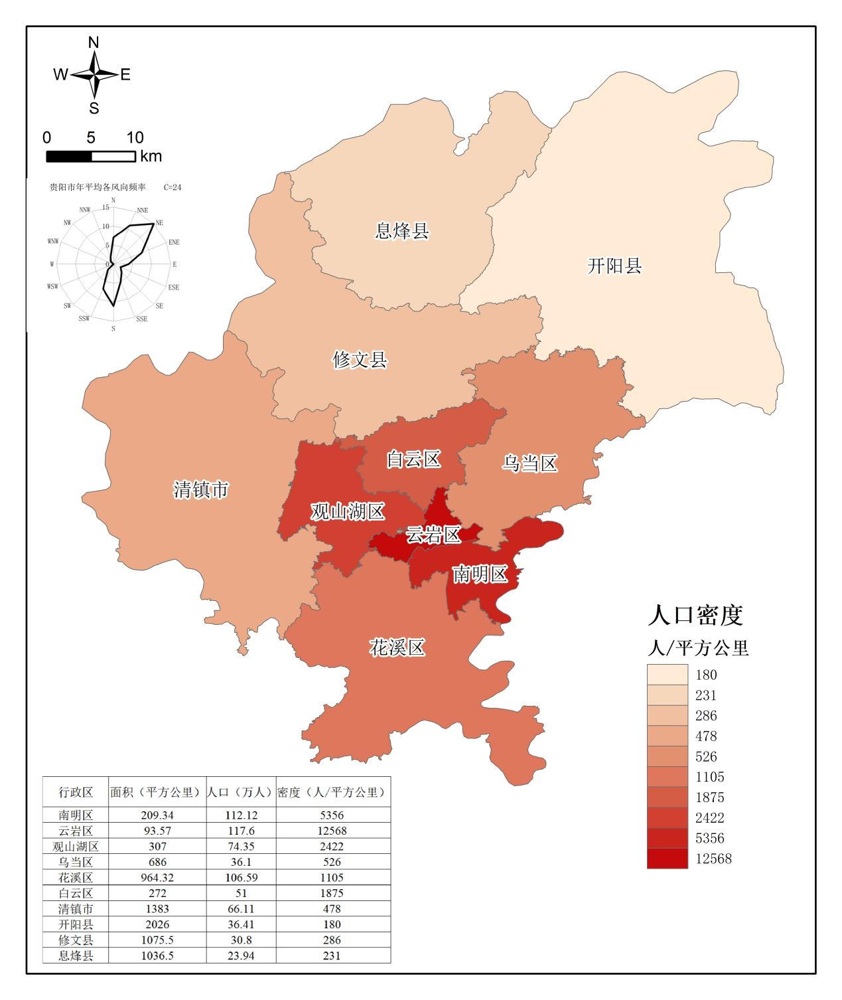 N
W E
S
0 5 10
km
贵阳市年平均各风向频率 C=24
N
NNW 15 NNE
NW 10 NE
WNW 5 ENE
W 0 E
WSW ESE
SW SE
SSW SSE
S
息烽县
开阳县
修文县
白云区
乌当区
清镇市
观山湖区
云岩区
南明区
花溪区
人口密度
人/平方公里
180
231
286
478
526
1105
1875
2422
5356
12568
行政区 面积（平方公里） 人口（万人） 密度（人/平方公里）
南明区 209.34 112.12 5356
云岩区 93.57 117.6 12568
观山湖区 307 74.35 2422
乌当区 686 36.1 526
花溪区 964.32 106.59 1105
白云区 272 51 1875
清镇市 1383 66.11 478
开阳县 2026 36.41 180
修文县 1075.5 30.8 286
息烽县 1036.5 23.94 231